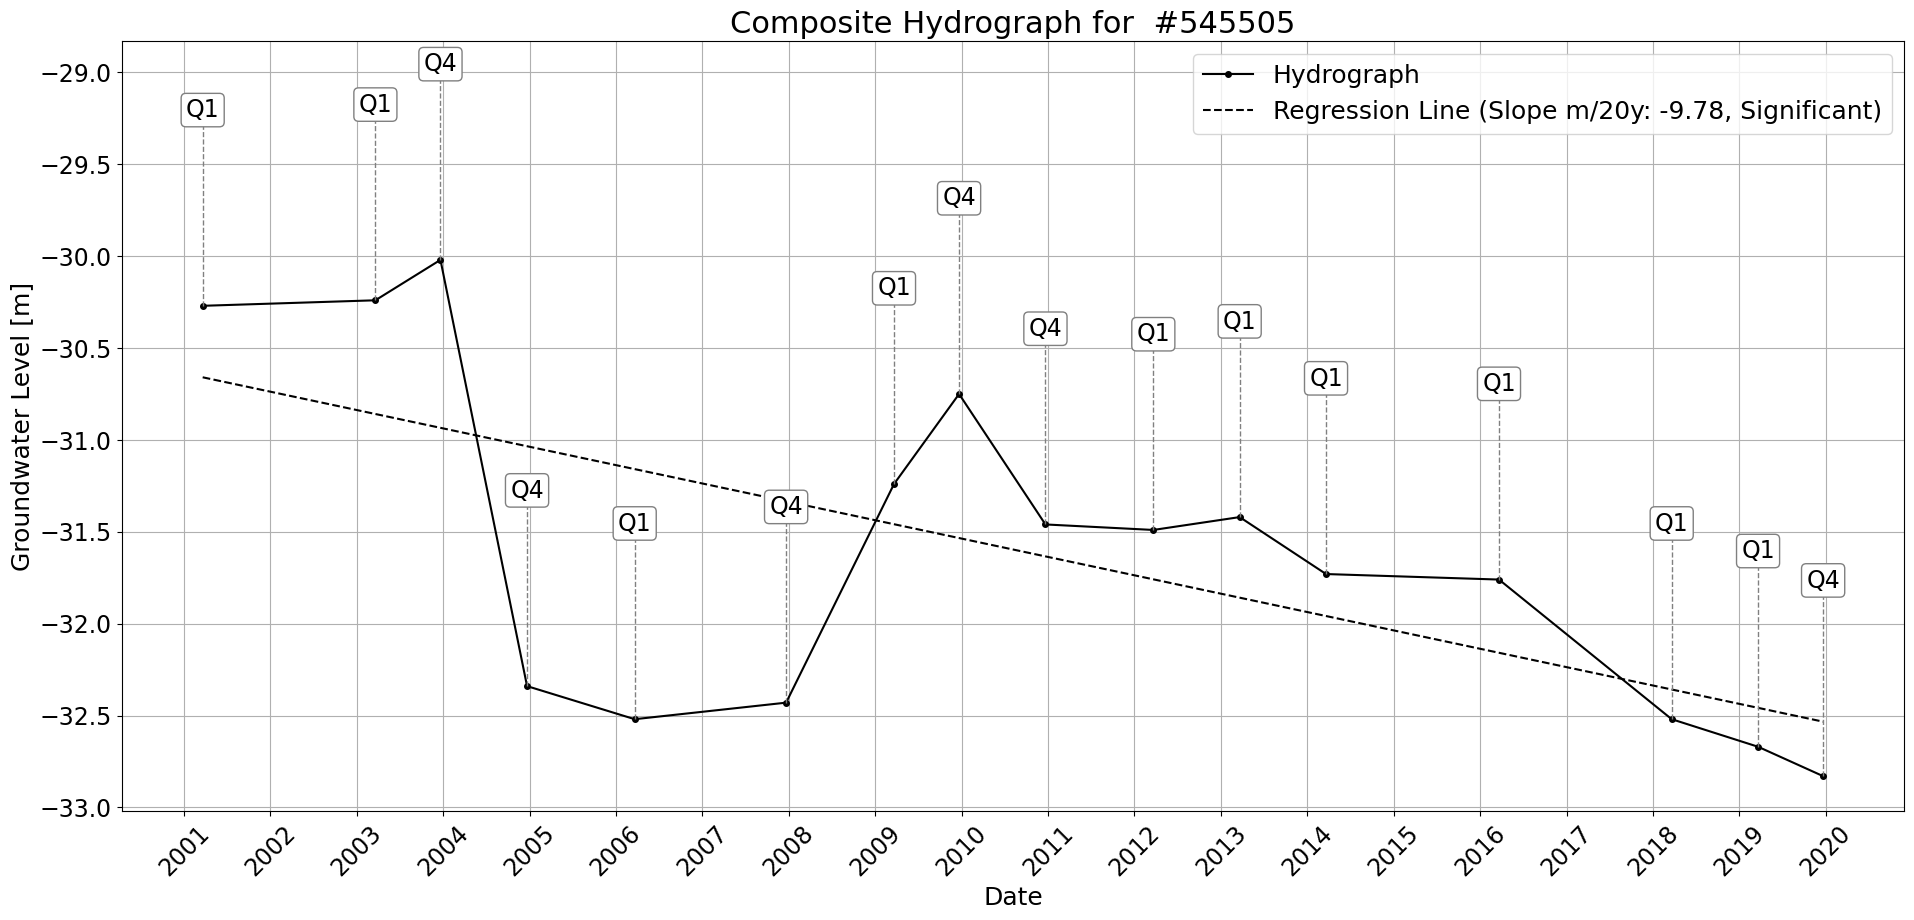 Composite Hydrograph for  #545505
Hydrograph
Regression Line (Slope m/20y: -9.78, Significant)
Groundwater Level [m]
−29.0
−29.5
−30.0
−30.5
−31.0
−31.5
−32.0
−32.5
−33.0
Q1
Q1
Q4
Q4
Q1
Q4
Q1
Q4
Q4
Q1
Q1
Q1
Q1
Q1
Q1
Q4
2001
2002
2003
2004
2005
2006
2007
2008
2009
2010
2011
2012
2013
2014
2015
2016
2017
2018
2019
2020
Date